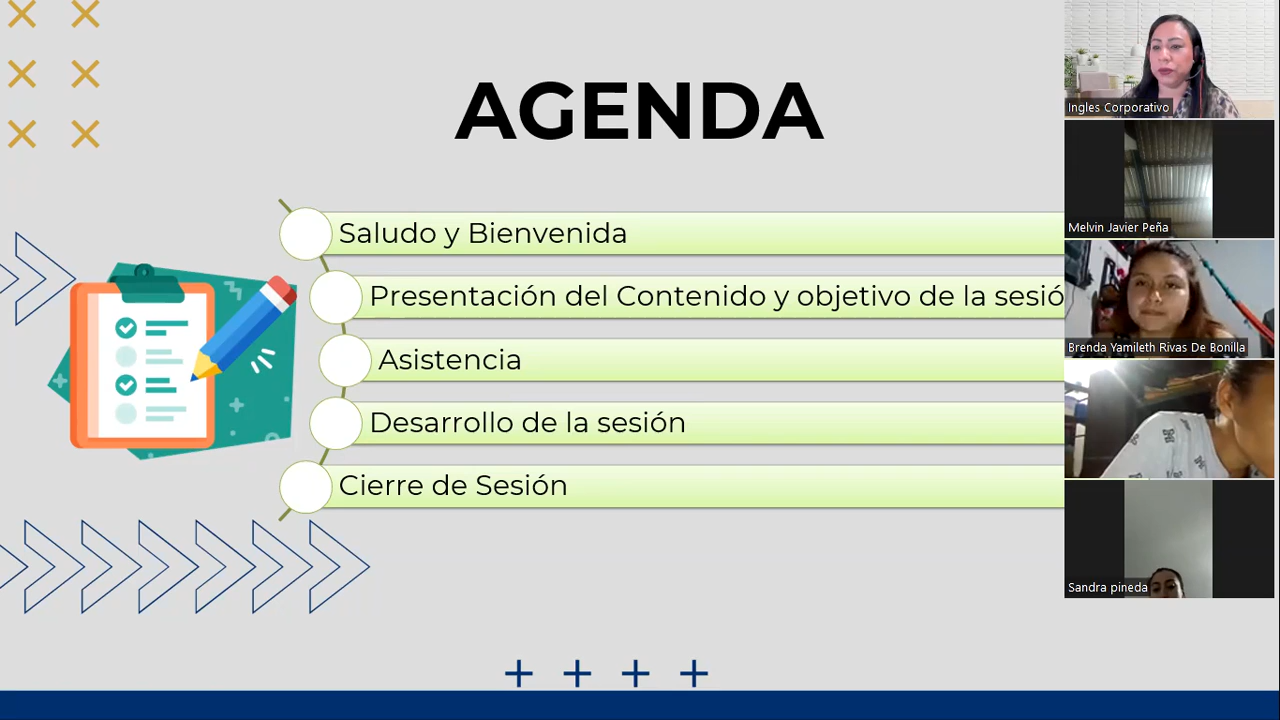 AGENDA
Saludo y Bienvenida
Presentación del Contenido y objetivo de la sesió
Asistencia
Desarrollo de la sesión
Cierre de Sesión
Ingles Corporativo
Melvin Javier Peña
Brenda Yamileth Rivas De Bonilla
Sandra pineda